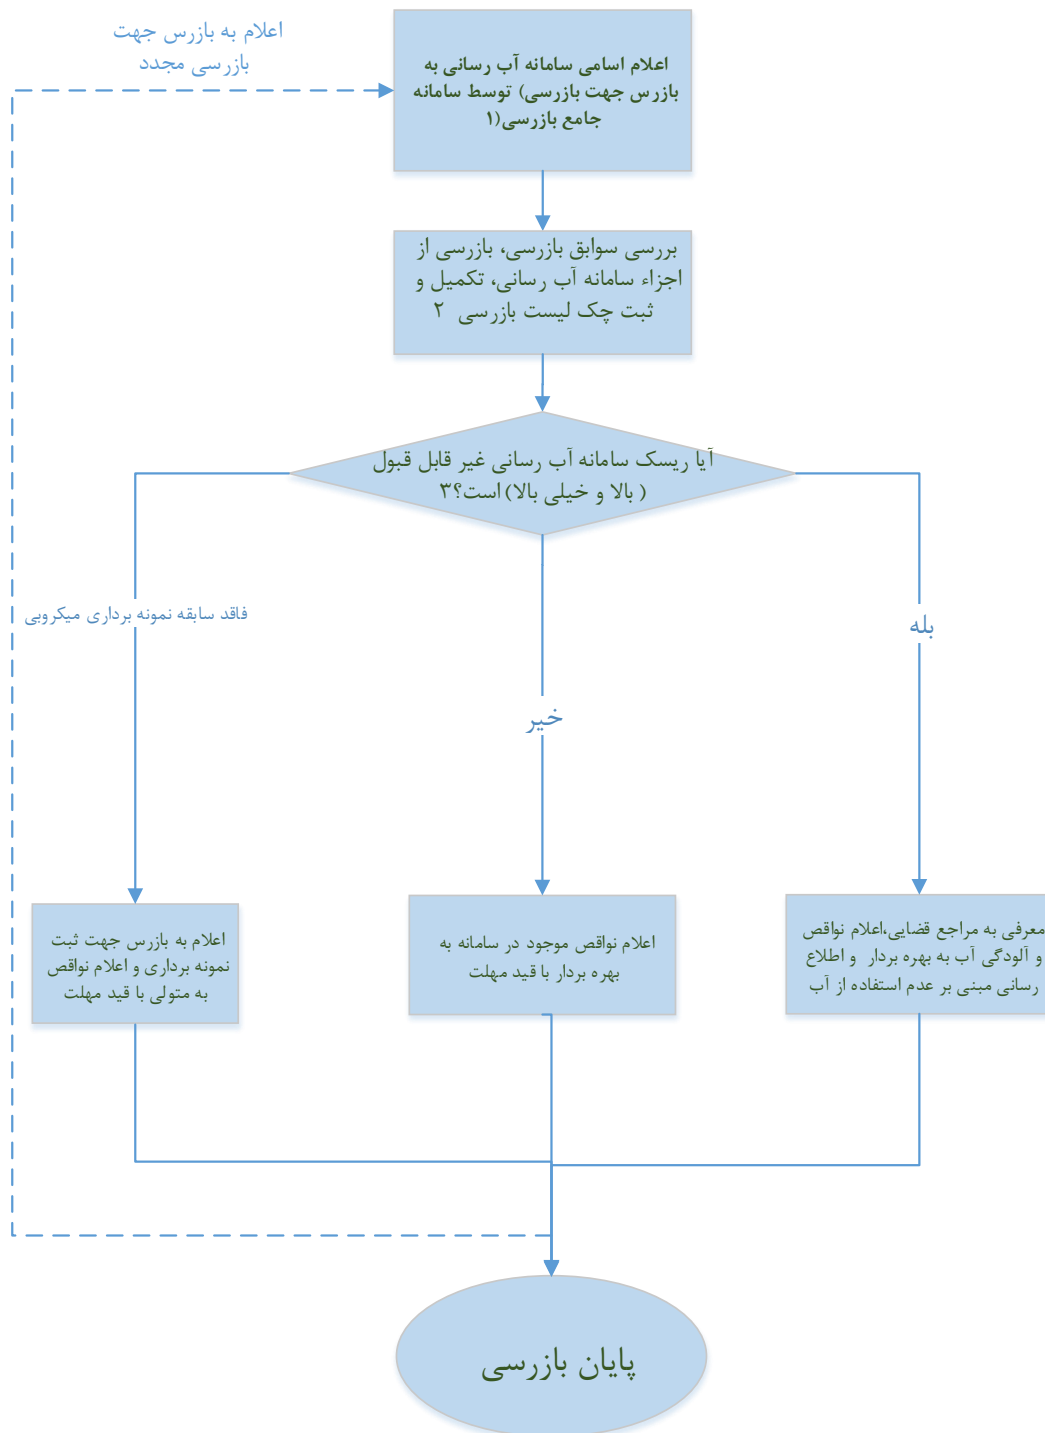 اعلام به بازرس جهت
بازرسی مجدد
اعلام اسامی سامانه آب رسانی به
بازرس جهت بازرسی) توسط سامانه
جامع بازرسی(۱
بررسی سوابق بازرسی، بازرسی از
اجزاء سامانه آب رسانی، تکمیل و
ثبت چک لیست بازرسی ۲
آیا ریسک سامانه آب رسانی غیر قابل قبول
( بالا و خیلی بالا) است؟۳
بله
خیر
فاقد سابقه نمونه برداری میکروبی
معرفی به مراجع قضایی،اعلام نواقص
و آلودگی آب به بهره بردار و اطلاع
رسانی مبنی بر عدم استفاده از آب
اعلام نواقص موجود در سامانه به
بهره بردار با قید مهلت
اعلام به بازرس جهت ثبت
نمونه برداری و اعلام نواقص
به متولی با قید مهلت
پایان بازرسی